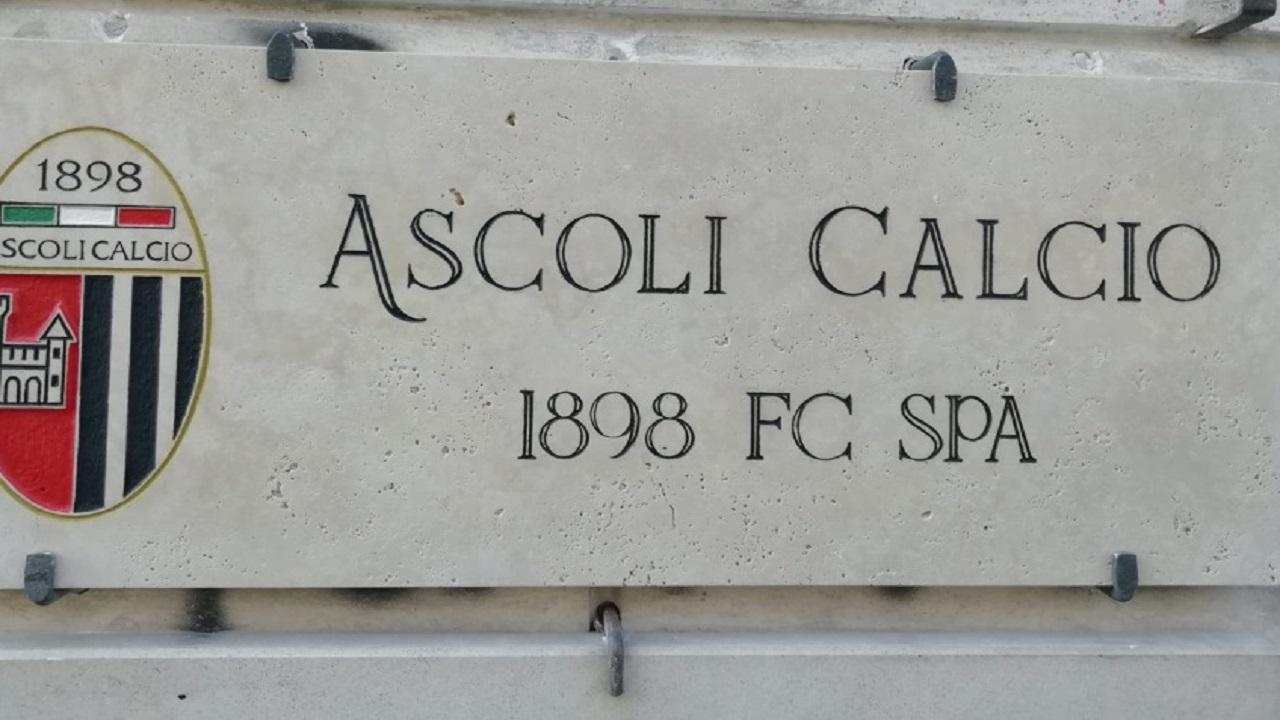 1898
SCOLI CALCIO
ASCOLI CALCIO
1898 FC SPA